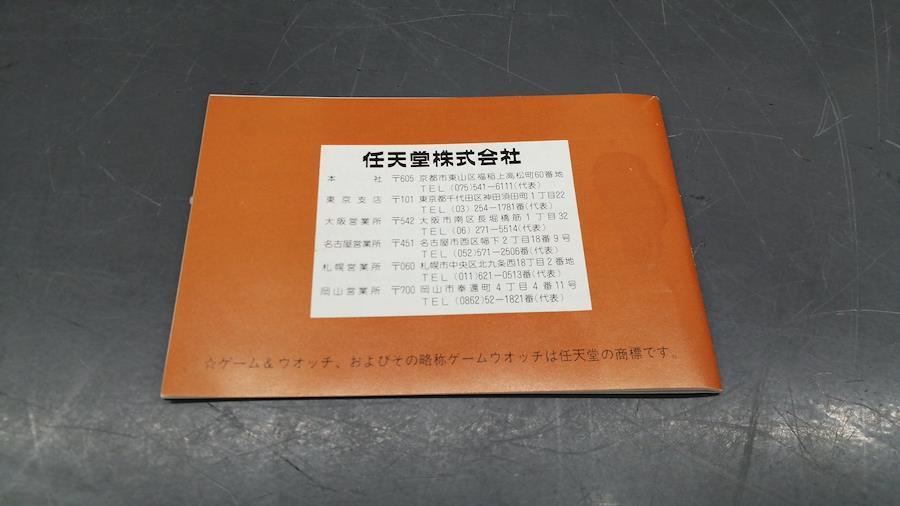 任天堂株式会社
本 社 〒605 京都市東山区福稲上高松町60番地
TEL (075)541-6111(代表)
東京支店 〒101 東京都千代田区神田須田町1丁目22
TEL (03) 254-1781番(代表)
大阪営業所 〒542 大阪市南区長堀橋筋1丁目32
TEL (06) 271-5514(代表)
名古屋営業所 〒451 名古屋市西区幅下2丁目18番9号
TEL (052)571-2506番(代表)
札幌営業所 〒060 札幌市中央区北九条西18丁目2番地
TEL (011)621-0513番(代表)
岡山営業所 〒700 岡山市奉還町4丁目4番11号
TEL (0862)52-1821番(代表)
☆ゲーム&ウオッチ、およびその略称ゲームウオッチは任天堂の商標です。